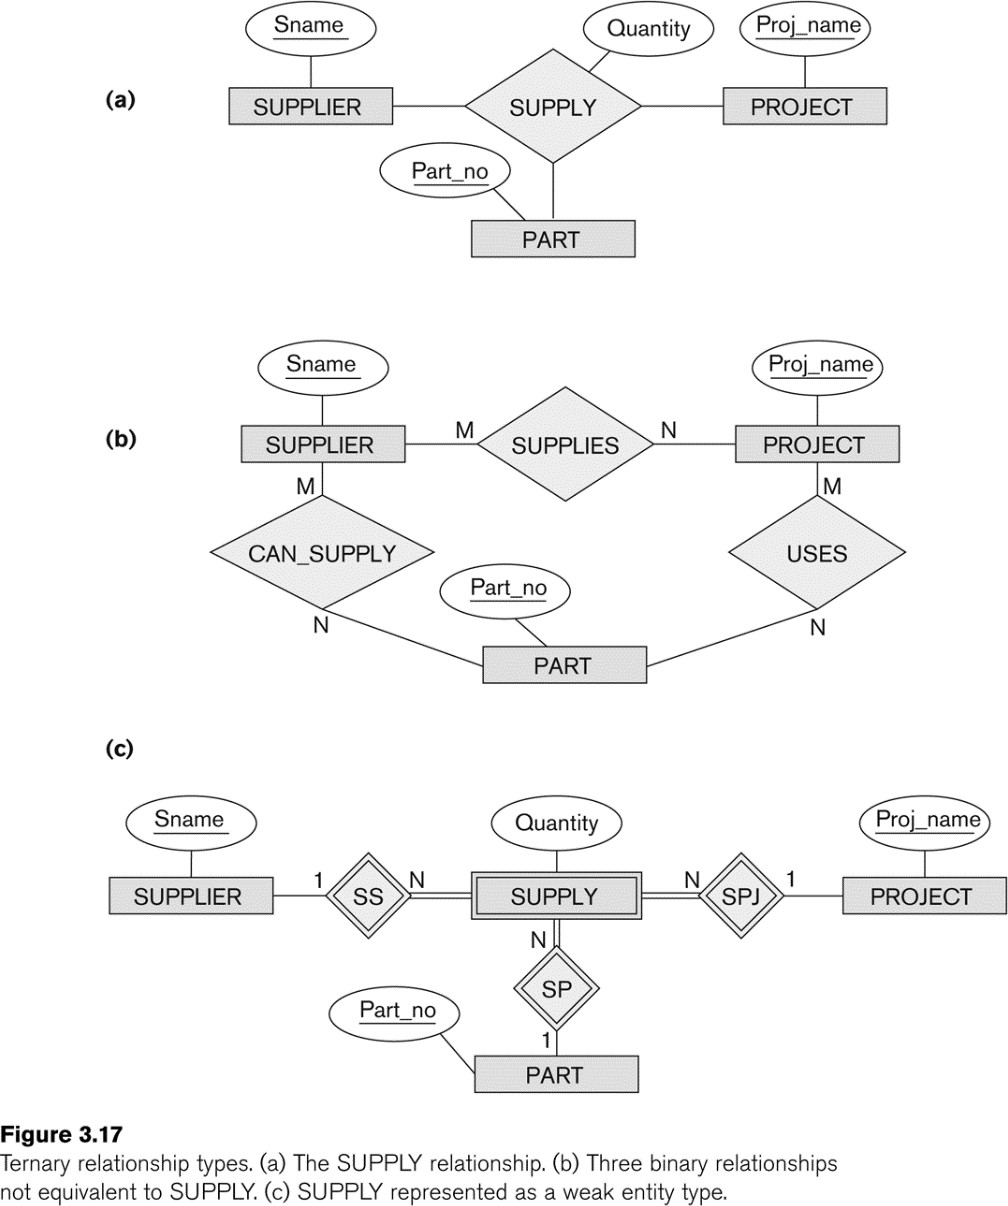 Sname
Quantity
Proj_name
(a)
SUPPLIER
SUPPLY
PROJECT
Part_no
PART
Sname
Proj_name
(b)
SUPPLIER
M
SUPPLIES
N
PROJECT
M
M
CAN_SUPPLY
USES
Part_no
N
N
PART
(c)
Sname
Quantity
Proj_name
SUPPLIER
1
SS
N
SUPPLY
N
SPJ
1
PROJECT
N
SP
Part_no
1
PART
Figure 3.17
Ternary relationship types. (a) The SUPPLY relationship. (b) Three binary relationships
not equivalent to SUPPLY. (c) SUPPLY represented as a weak entity type.